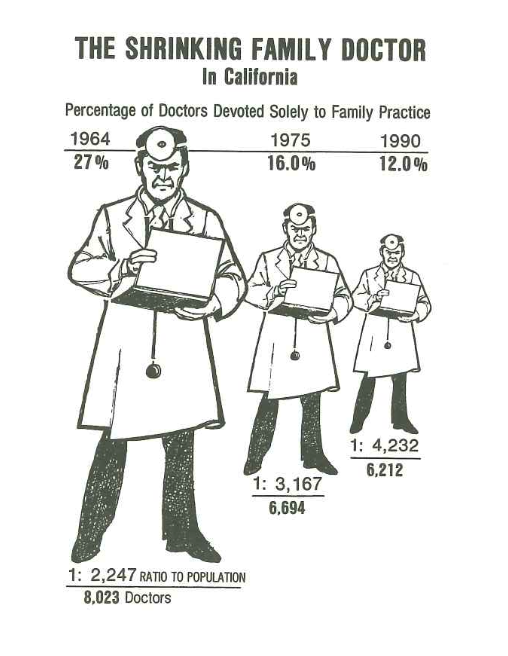 THE SHRINKING FAMILY DOCTOR
In California
Percentage of Doctors Devoted Solely to Family Practice
1964 1975 1990
27% 16.0% 12.0%
1: 4,232
6,212
1: 3,167
6,694
1: 2,247 RATIO TO POPULATION
8,023 Doctors